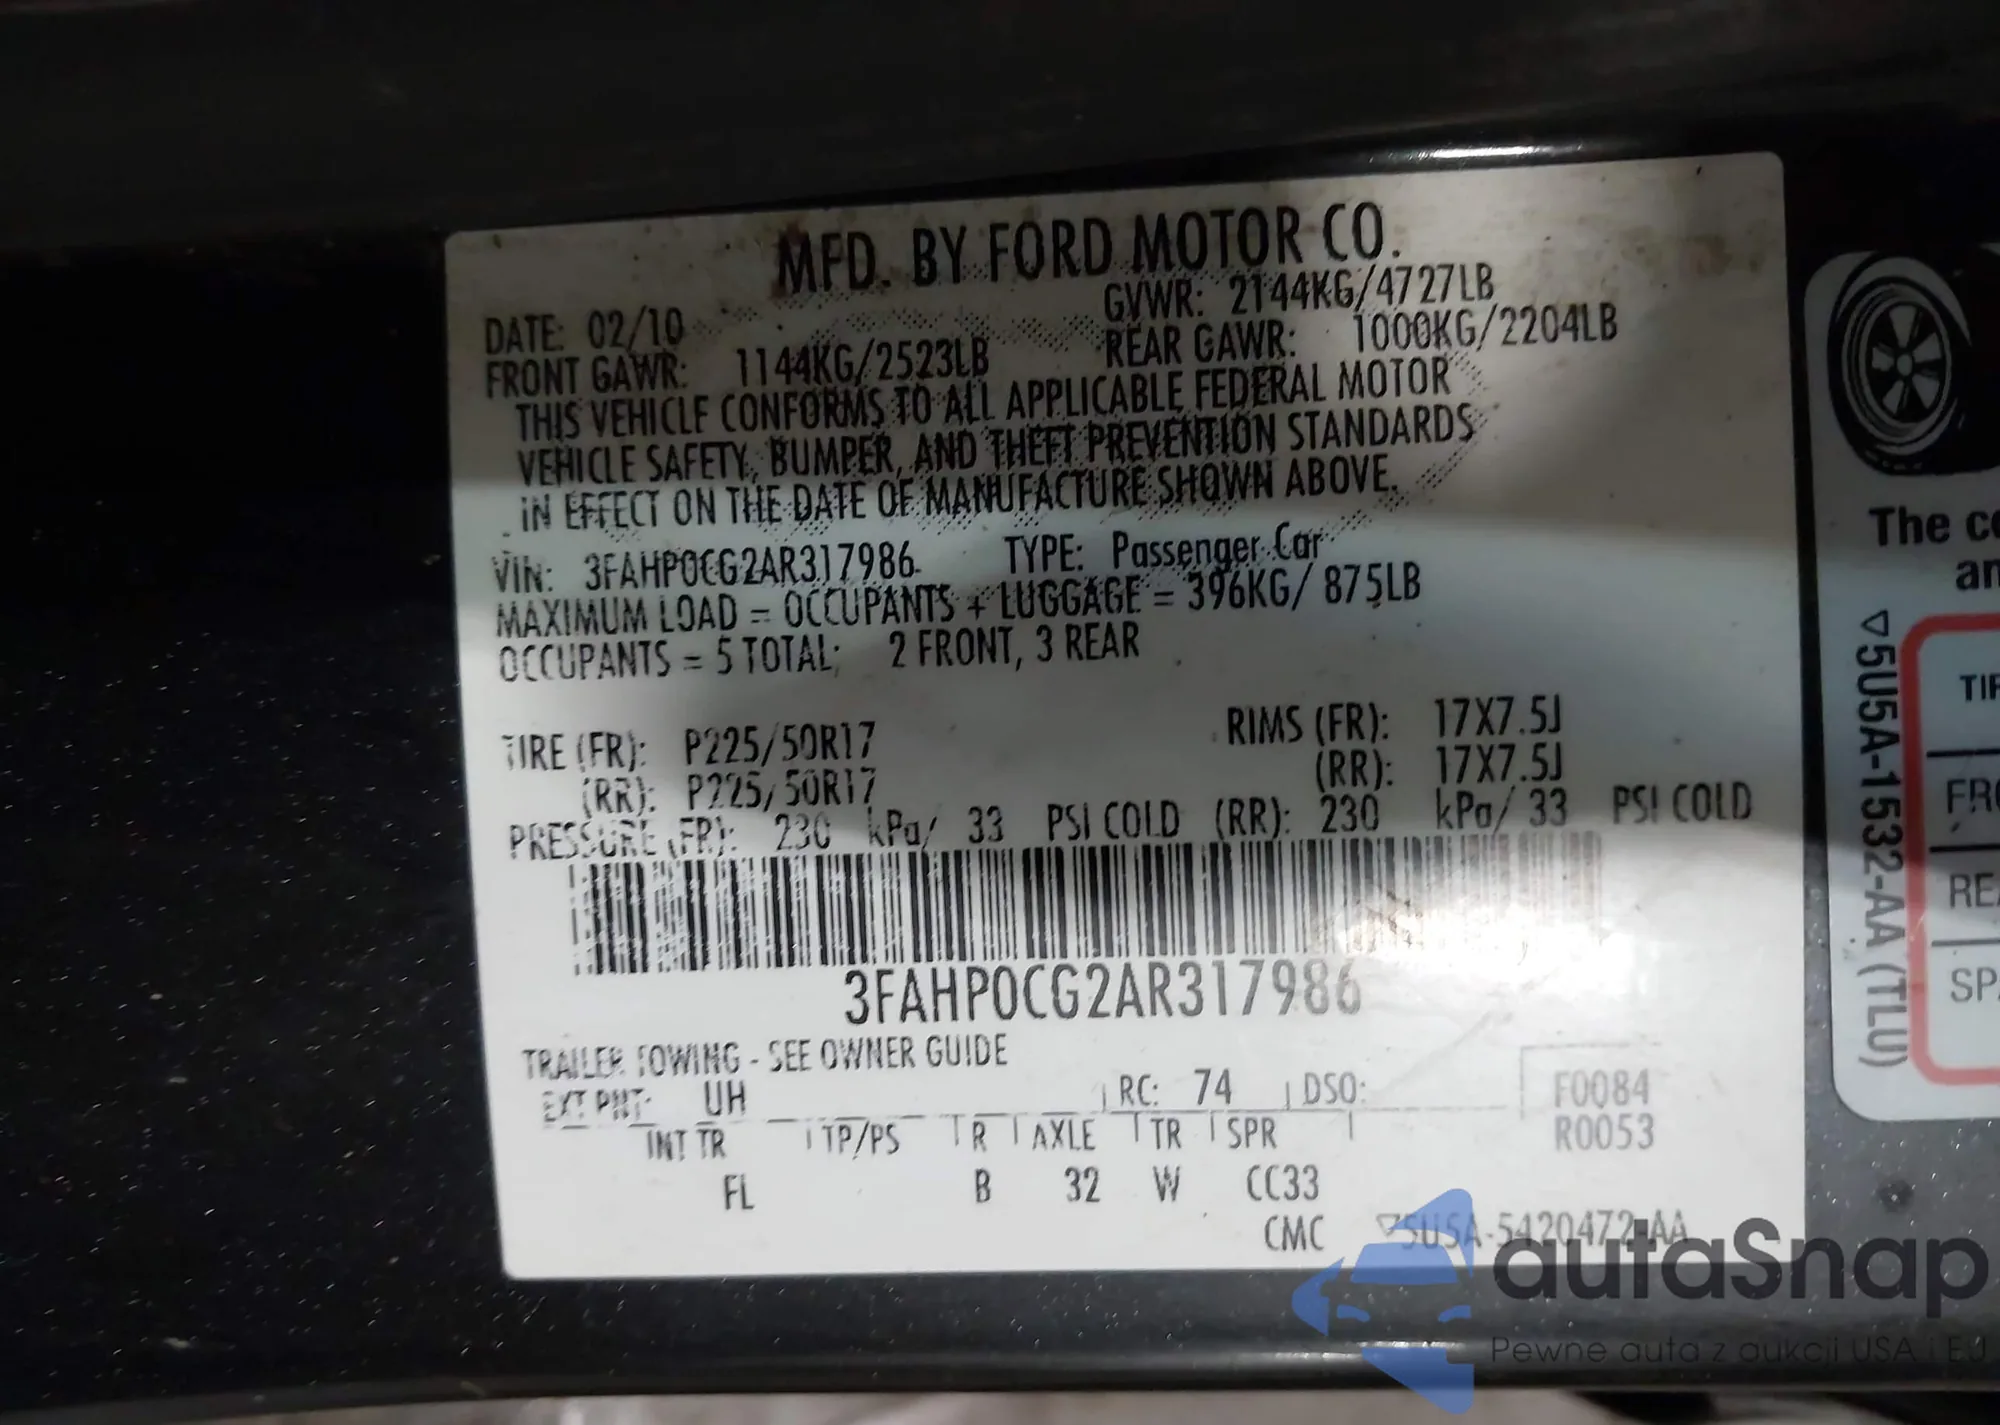 MFD. BY FORD MOTOR CO.
DATE: 02/10 GVWR: 2144KG/4727LB
FRONT GAWR: 1144KG/2523LB REAR GAWR: 1000KG/2204LB
THIS VEHICLE CONFORMS TO ALL APPLICABLE FEDERAL MOTOR
VEHICLE SAFETY, BUMPER, AND THEFT PREVENTION STANDARDS
IN EFFECT ON THE DATE OF MANUFACTURE SHOWN ABOVE.
VIN: 3FAHP0CG2AR317986 TYPE: Passenger Car
MAXIMUM LOAD = OCCUPANTS + LUGGAGE = 396KG/ 875LB
OCCUPANTS = 5 TOTAL; 2 FRONT, 3 REAR
TIRE (FR): P225/50R17 RIMS (FR): 17X7.5J
(RR): P225/50R17 (RR): 17X7.5J
PRESSURE (FR): 230 kPa/ 33 PSI COLD (RR): 230 kPa/ 33 PSI COLD
3FAHP0CG2AR317986
TRAILER TOWING - SEE OWNER GUIDE
EXT PNT: UH RC: 74 DSO: F0084
R0053
INT TR TP/PS R AXLE TR SPR
FL B 32 W CC33
CMC ▽5U5A-5420472-AA
The
▽5U5A-1532-AA (TLU)
autaSnap
Pewne auta z aukcji USA i EU